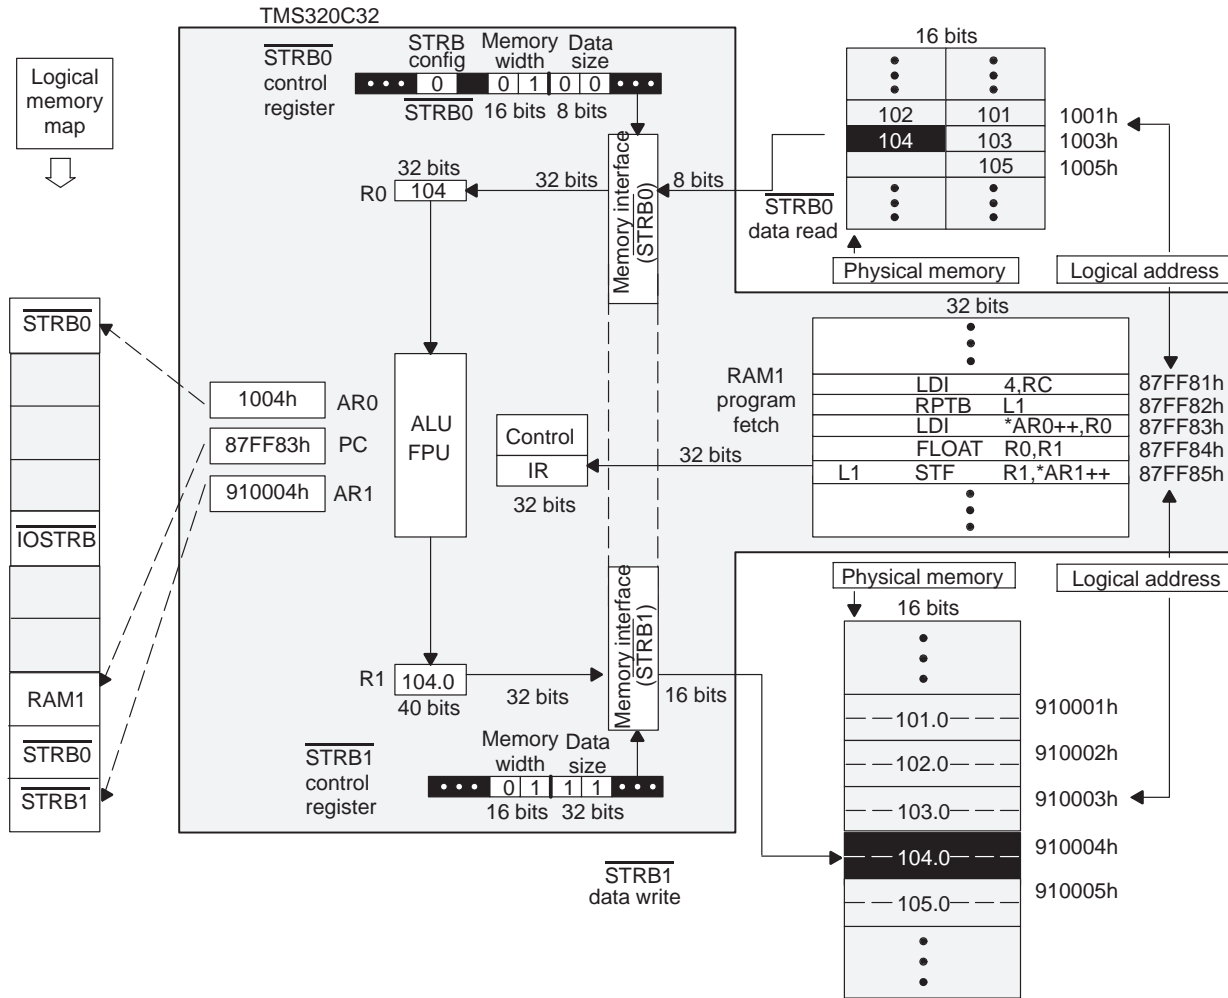 TMS320C32
Logical
memory
map
STRB0
control
register
STRB
config
Memory
width
Data
size
0 0 1 0 0
STRB0 16 bits 8 bits
16 bits
102 101 1001h
104 103 1003h
105 1005h
32 bits
R0 104
32 bits
Memory interface
(STRB0)
8 bits
STRB0
data read
Physical memory
Logical address
STRB0
IOSTRB
RAM1
STRB0
STRB1
1004h AR0
87FF83h PC
910004h AR1
ALU
FPU
Control
IR
32 bits
32 bits
RAM1
program
fetch
32 bits
LDI 4,RC 87FF81h
RPTB L1 87FF82h
LDI *AR0++,R0 87FF83h
FLOAT R0,R1 87FF84h
L1 STF R1,*AR1++ 87FF85h
R1 104.0
40 bits
32 bits
Memory interface
(STRB1)
16 bits
STRB1
control
register
Memory
width
Data
size
0 1 1 1
16 bits 32 bits
STRB1
data write
Physical memory
Logical address
16 bits
101.0 910001h
102.0 910002h
103.0 910003h
104.0 910004h
105.0 910005h